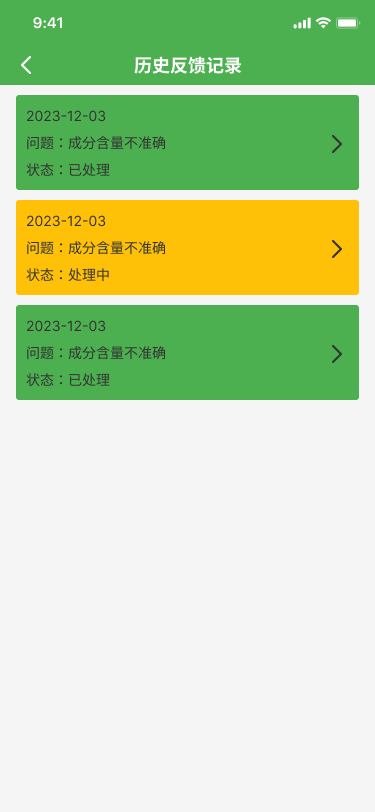 9:41
历史反馈记录
2023-12-03
问题：成分含量不准确
状态：已处理
2023-12-03
问题：成分含量不准确
状态：处理中
2023-12-03
问题：成分含量不准确
状态：已处理